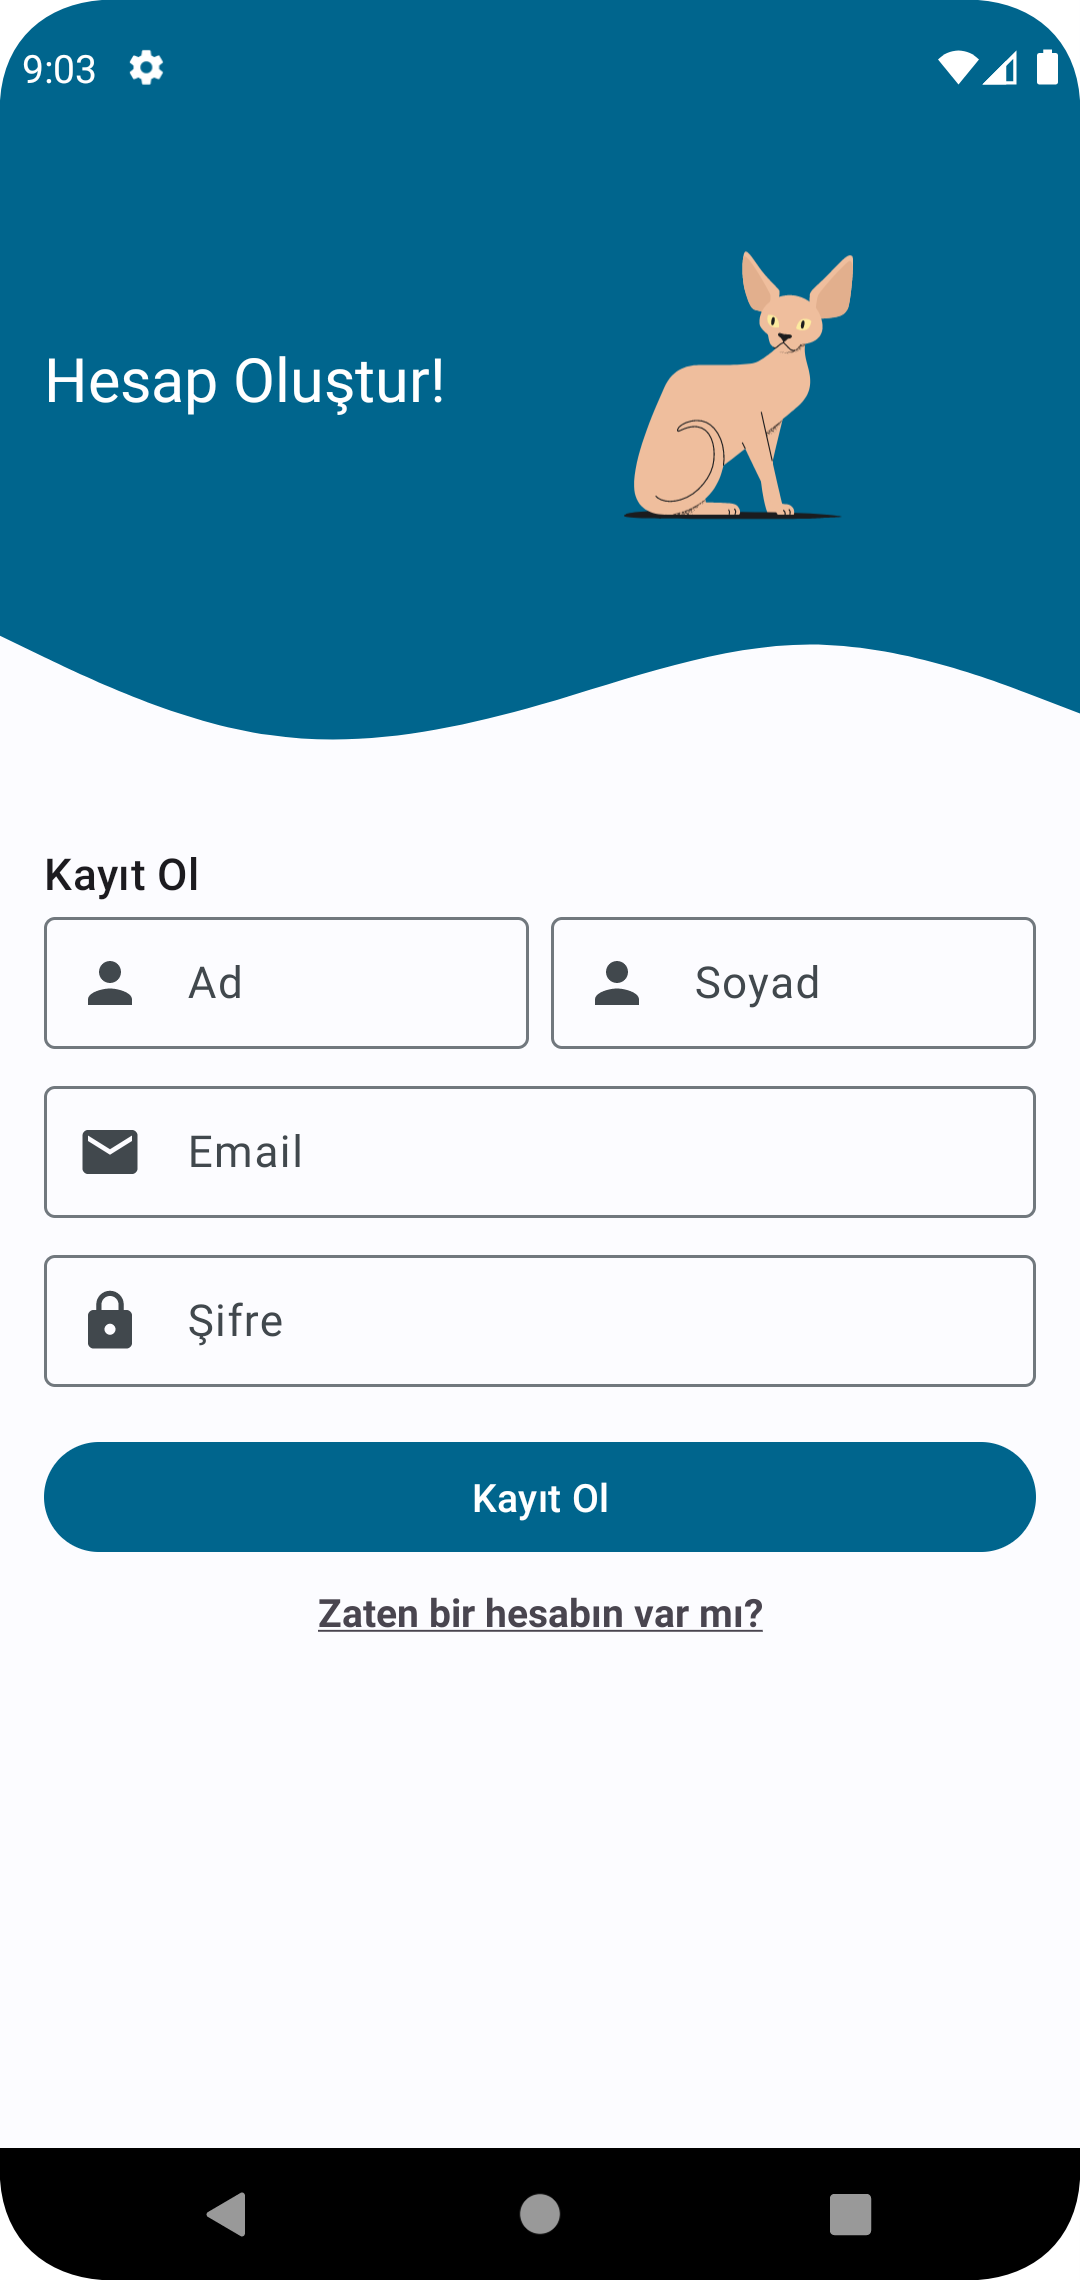 9:03
Hesap Oluştur!
Kayıt Ol
Ad
Soyad
Email
Şifre
Kayıt Ol
Zaten bir hesabın var mı?